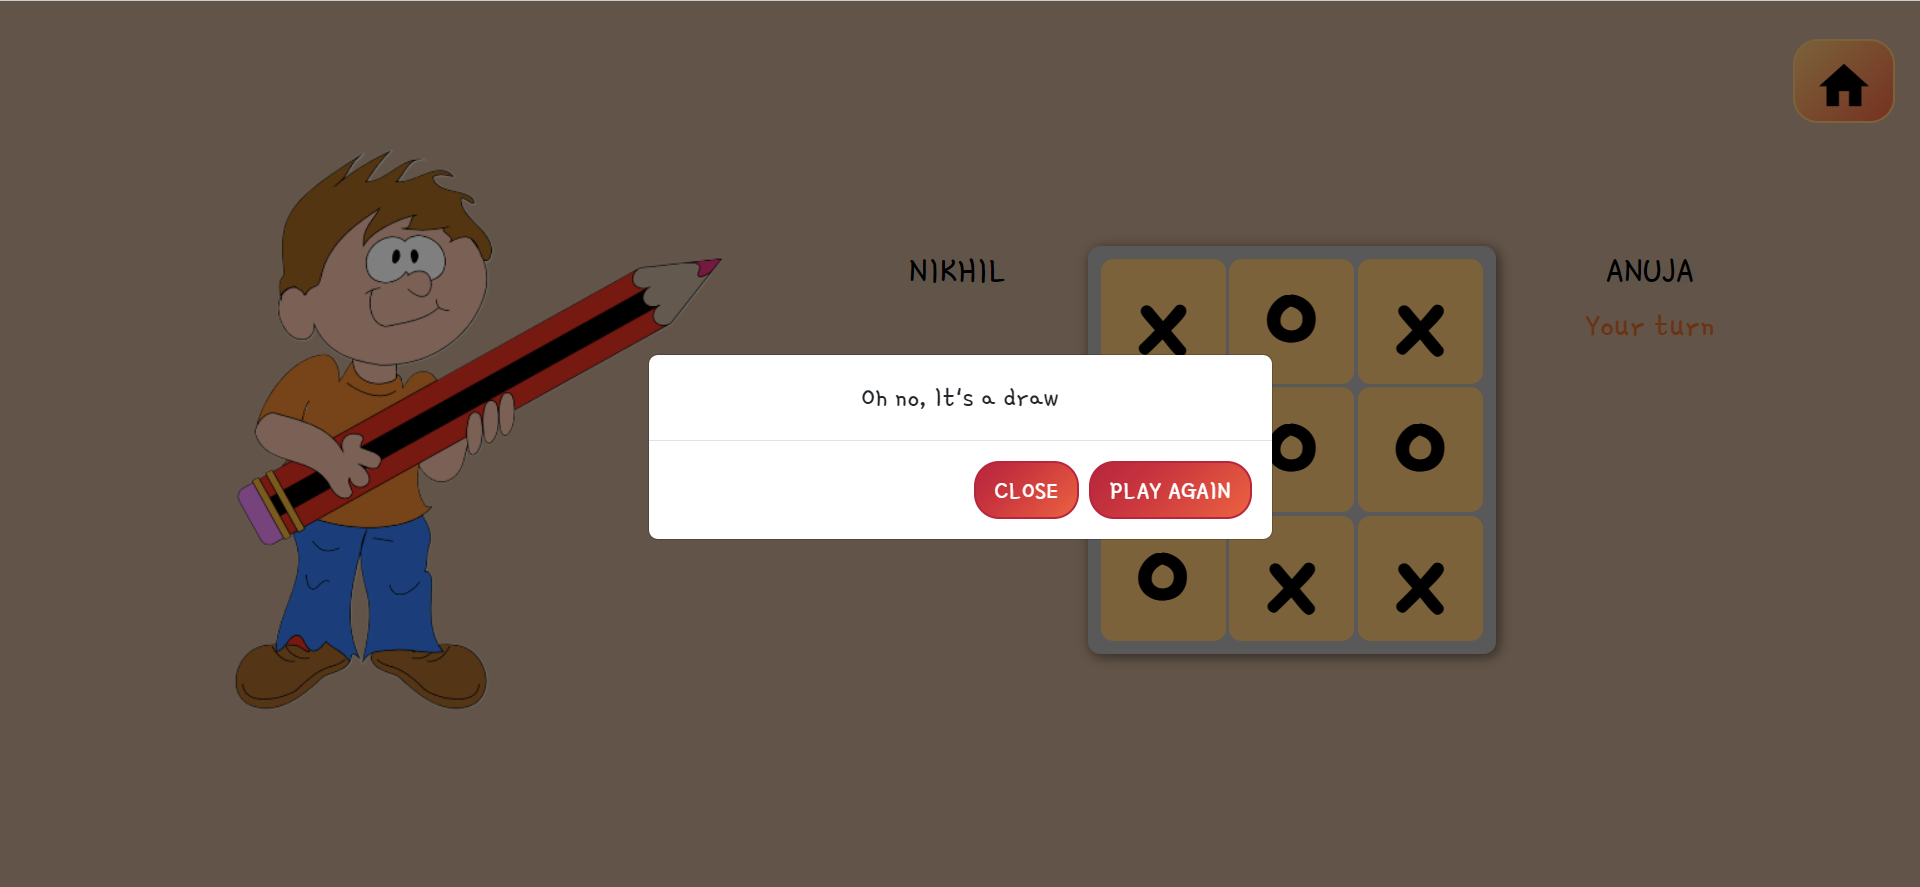 NIKHIL
ANUJA
Your turn
X O X
Oh no, It's a draw
O O
CLOSE PLAY AGAIN
O X X